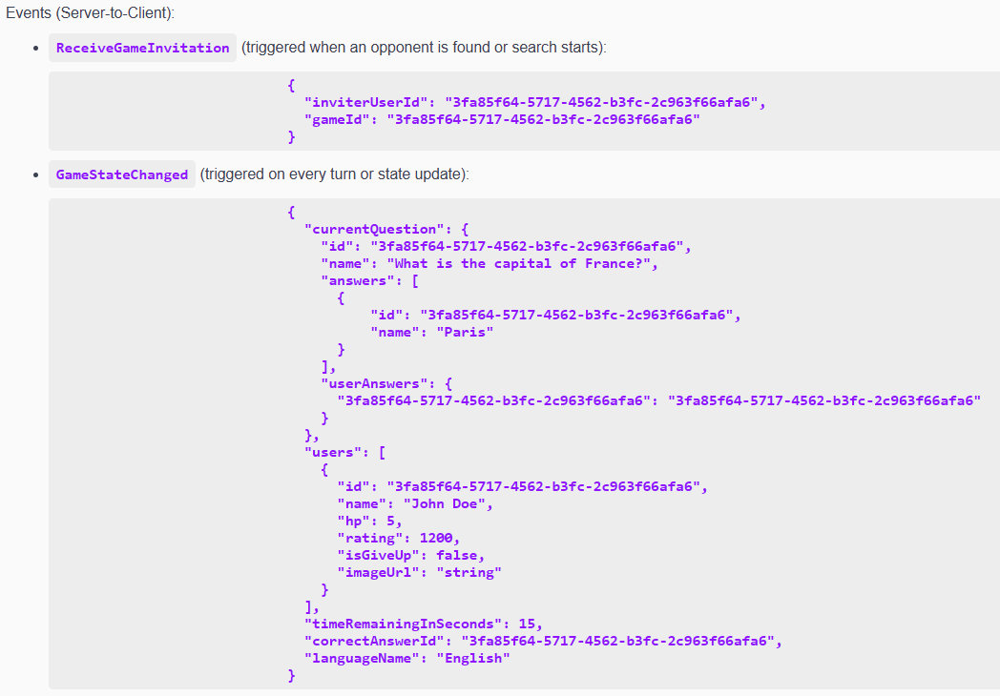 Events (Server-to-Client):
ReceiveGameInvitation (triggered when an opponent is found or search starts):
{
"inviterUserId": "3fa85f64-5717-4562-b3fc-2c963f66afa6",
"gameId": "3fa85f64-5717-4562-b3fc-2c963f66afa6"
}
GameStateChanged (triggered on every turn or state update):
{
"currentQuestion": {
"id": "3fa85f64-5717-4562-b3fc-2c963f66afa6",
"name": "What is the capital of France?",
"answers": [
{
"id": "3fa85f64-5717-4562-b3fc-2c963f66afa6",
"name": "Paris"
}
],
"userAnswers": {
"3fa85f64-5717-4562-b3fc-2c963f66afa6": "3fa85f64-5717-4562-b3fc-2c963f66afa6"
}
},
"users": [
{
"id": "3fa85f64-5717-4562-b3fc-2c963f66afa6",
"name": "John Doe",
"hp": 5,
"rating": 1200,
"isGiveUp": false,
"imageUrl": "string"
}
],
"timeRemainingInSeconds": 15,
"correctAnswerId": "3fa85f64-5717-4562-b3fc-2c963f66afa6",
"languageName": "English"
}